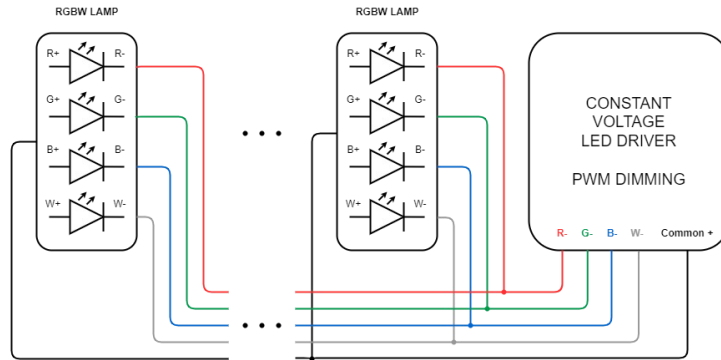 RGBW LAMP
R+ R-
G+ G-
B+ B-
W+ W-
RGBW LAMP
R+ R-
G+ G-
B+ B-
W+ W-
CONSTANT
VOLTAGE
LED DRIVER
PWM DIMMING
R- G- B- W- Common +